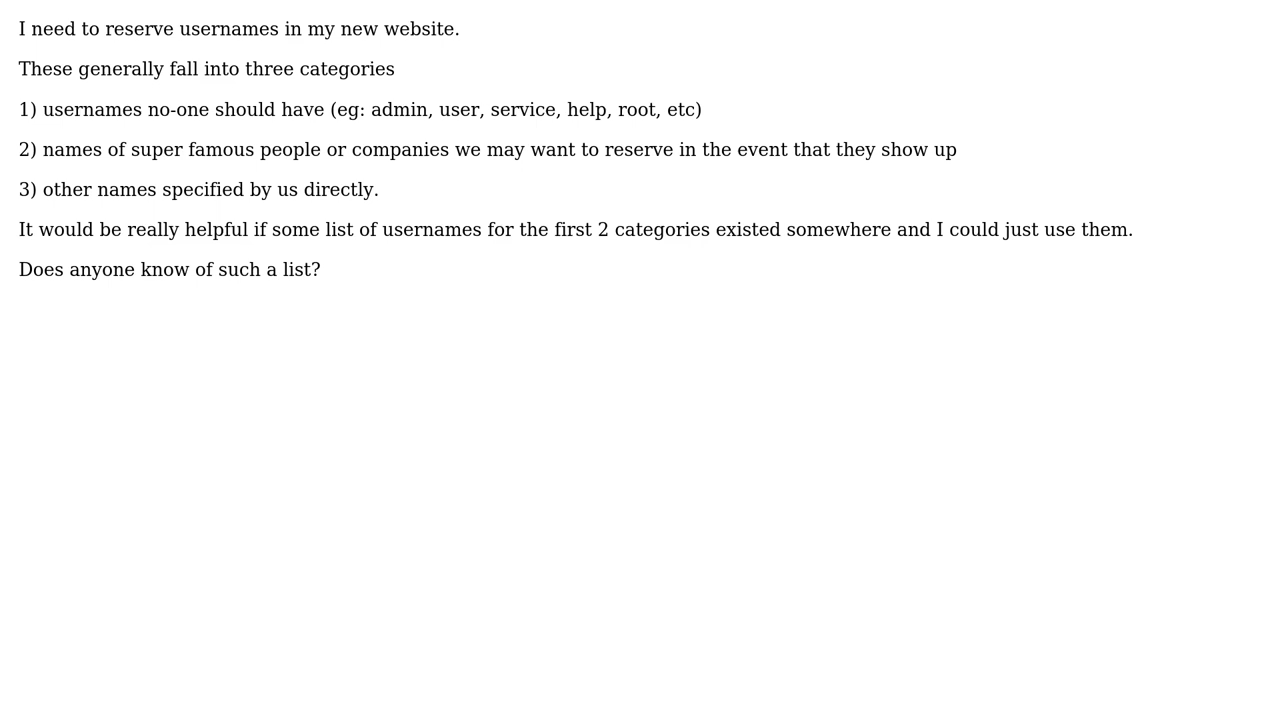 I need to reserve usernames in my new website.
These generally fall into three categories
1) usernames no-one should have (eg: admin, user, service, help, root, etc)
2) names of super famous people or companies we may want to reserve in the event that they show up
3) other names specified by us directly.
It would be really helpful if some list of usernames for the first 2 categories existed somewhere and I could just use them.
Does anyone know of such a list?